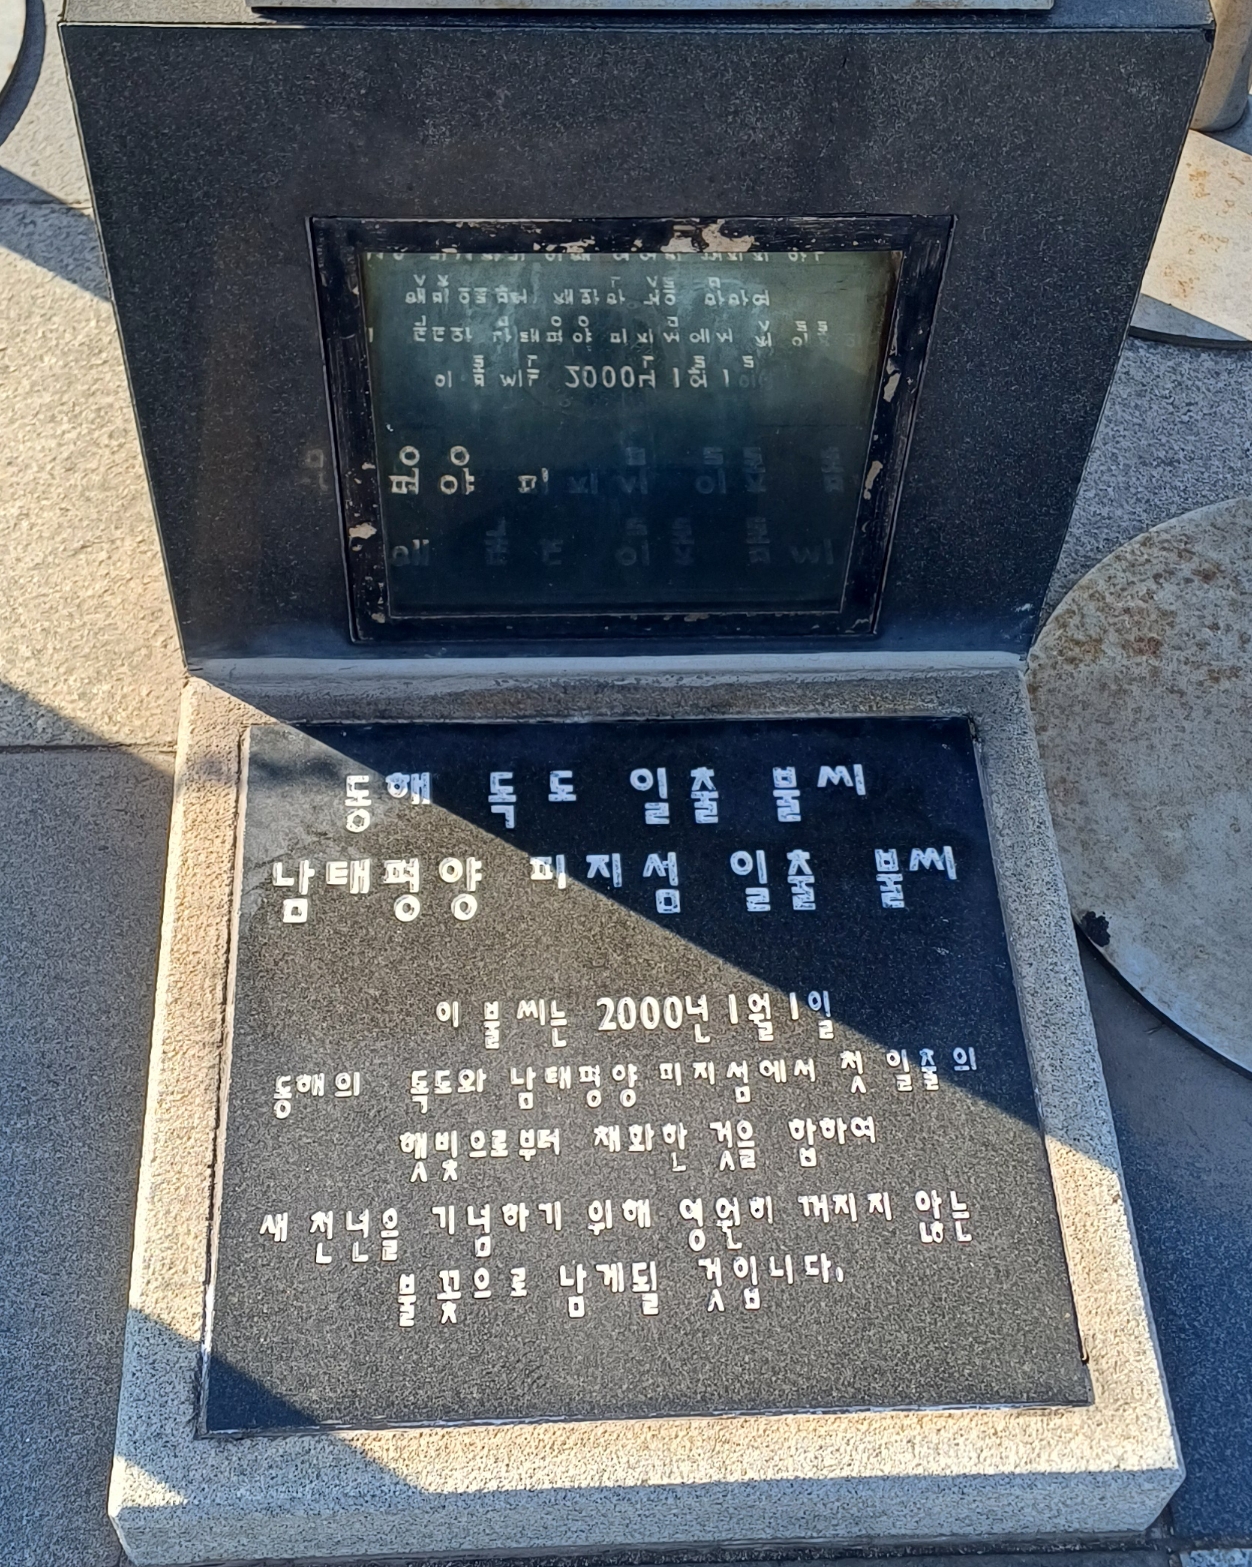 동해 독도 일출 불씨
남태평양 피지섬 일출 불씨
이 불씨는 2000년 1월 1일
동해의 독도와 남태평양 피지섬에서 첫 일출의
햇빛으로부터 채화한 것을 합하여
새 천년을 기념하기 위해 영원히 꺼지지 않는
불꽃으로 남게될 것입니다.